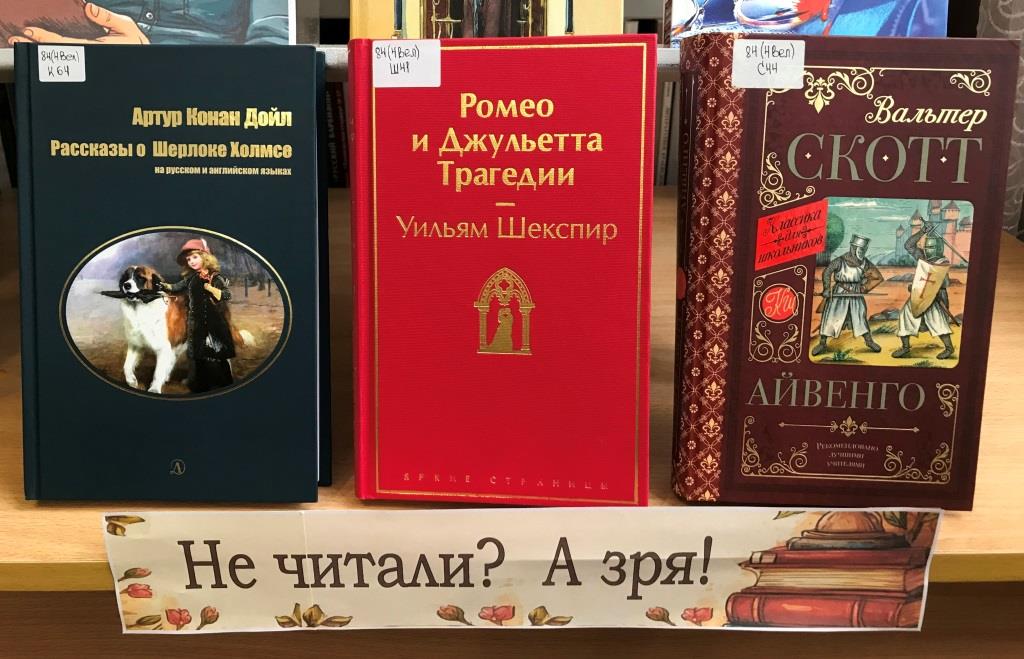 84(4Вел)
К 64
Артур Конан Дойл
Рассказы о Шерлоке Холмсе
на русском и английском языках
84(4Вел)
Ш41
Ромео
и Джульетта
Трагедии
Уильям Шекспир
ЯРКИЕ СТРАНИЦЫ
84(4Вел)
С44
Вальтер
СКОТТ
Классика
для
школьников
АЙВЕНГО
Рекомендовано
лучшими
учителями
Не читали? А зря!